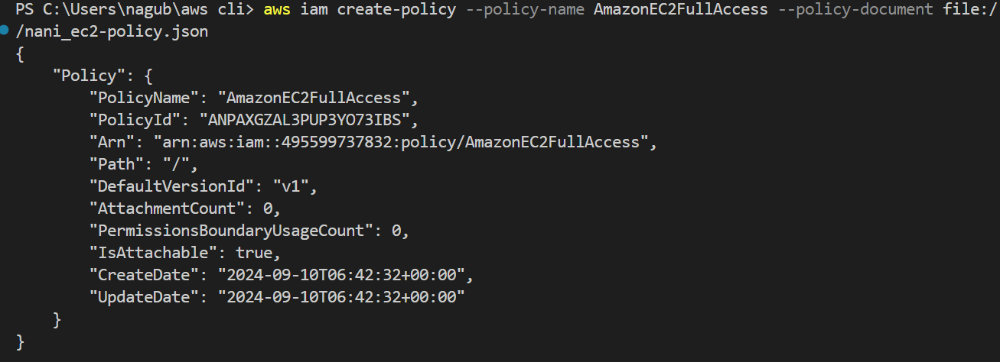 PS C:\Users\nagub\aws cli> aws iam create-policy --policy-name AmazonEC2FullAccess --policy-document file:/
/nani_ec2-policy.json
{
    "Policy": {
        "PolicyName": "AmazonEC2FullAccess",
        "PolicyId": "ANPAXGZAL3PUP3YO73IBS",
        "Arn": "arn:aws:iam::495599737832:policy/AmazonEC2FullAccess",
        "Path": "/",
        "DefaultVersionId": "v1",
        "AttachmentCount": 0,
        "PermissionsBoundaryUsageCount": 0,
        "IsAttachable": true,
        "CreateDate": "2024-09-10T06:42:32+00:00",
        "UpdateDate": "2024-09-10T06:42:32+00:00"
    }
}